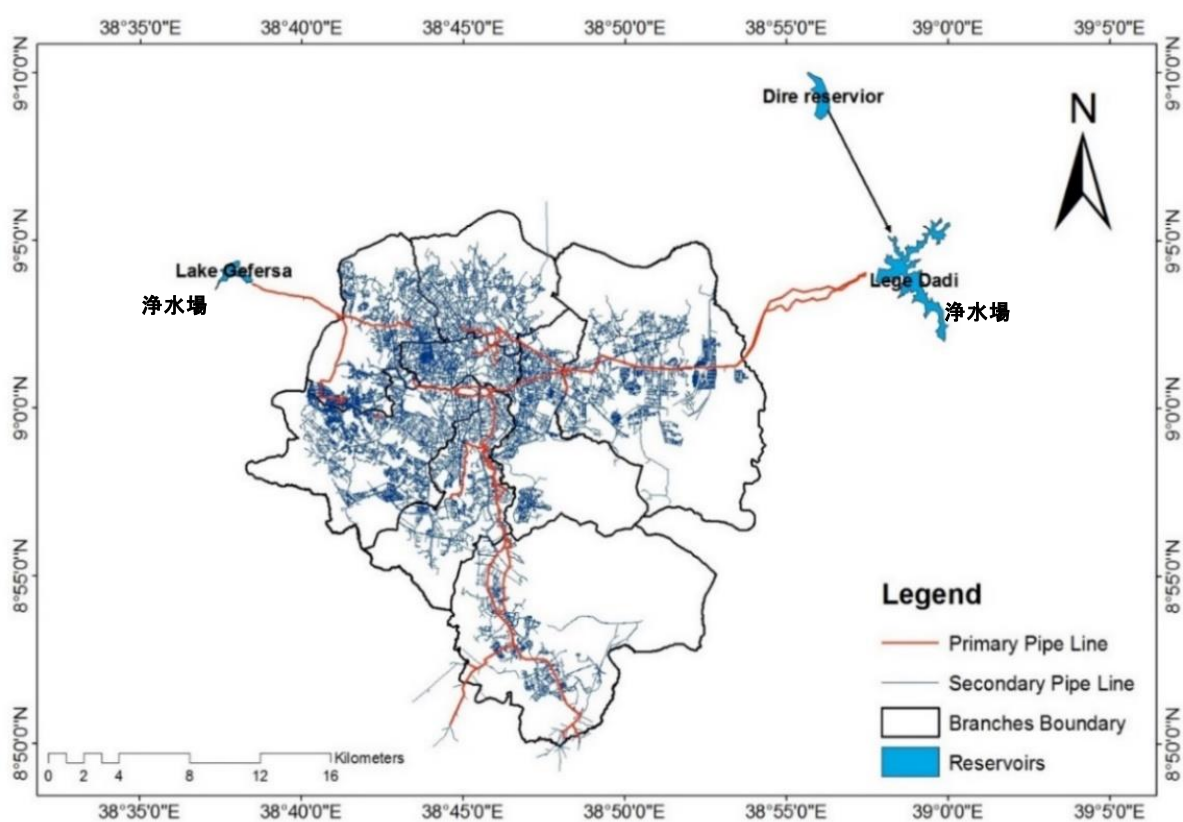 38°35'0"E 38°40'0"E 38°45'0"E 38°50'0"E 38°55'0"E 39°0'0"E 39°5'0"E
9°10'0"N 9°10'0"N
Dire reservior
N
9°5'0"N 9°5'0"N
Lake Gefersa
Lege Dadi
浄水場
浄水場
9°0'0"N 9°0'0"N
8°55'0"N 8°55'0"N
Legend
Primary Pipe Line
Secondary Pipe Line
Branches Boundary
Reservoirs
8°50'0"N 8°50'0"N
Kilometers
0 2 4 8 12 16
38°35'0"E 38°40'0"E 38°45'0"E 38°50'0"E 38°55'0"E 39°0'0"E 39°5'0"E